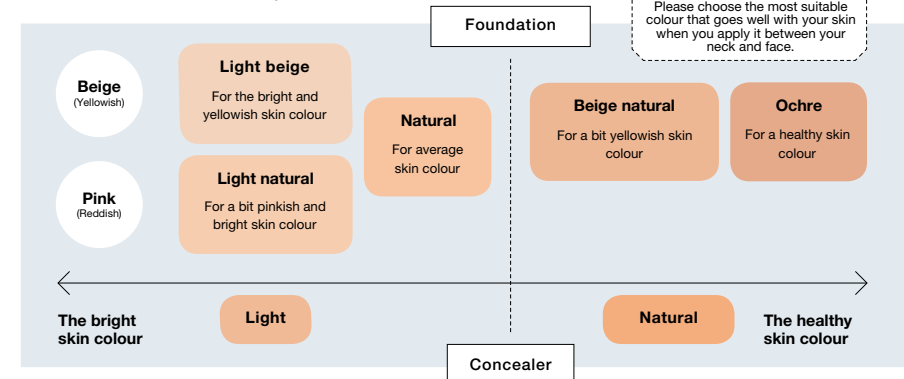 Please choose the most suitable
colour that goes well with your skin
when you apply it between your
neck and face.
Foundation
Beige
(Yellowish)
Light beige
For the bright and
yellowish skin colour
Natural
For average
skin colour
Beige natural
For a bit yellowish skin
colour
Ochre
For a healthy skin
colour
Pink
(Reddish)
Light natural
For a bit pinkish and
bright skin colour
The bright
skin colour
Light
Natural
The healthy
skin colour
Concealer